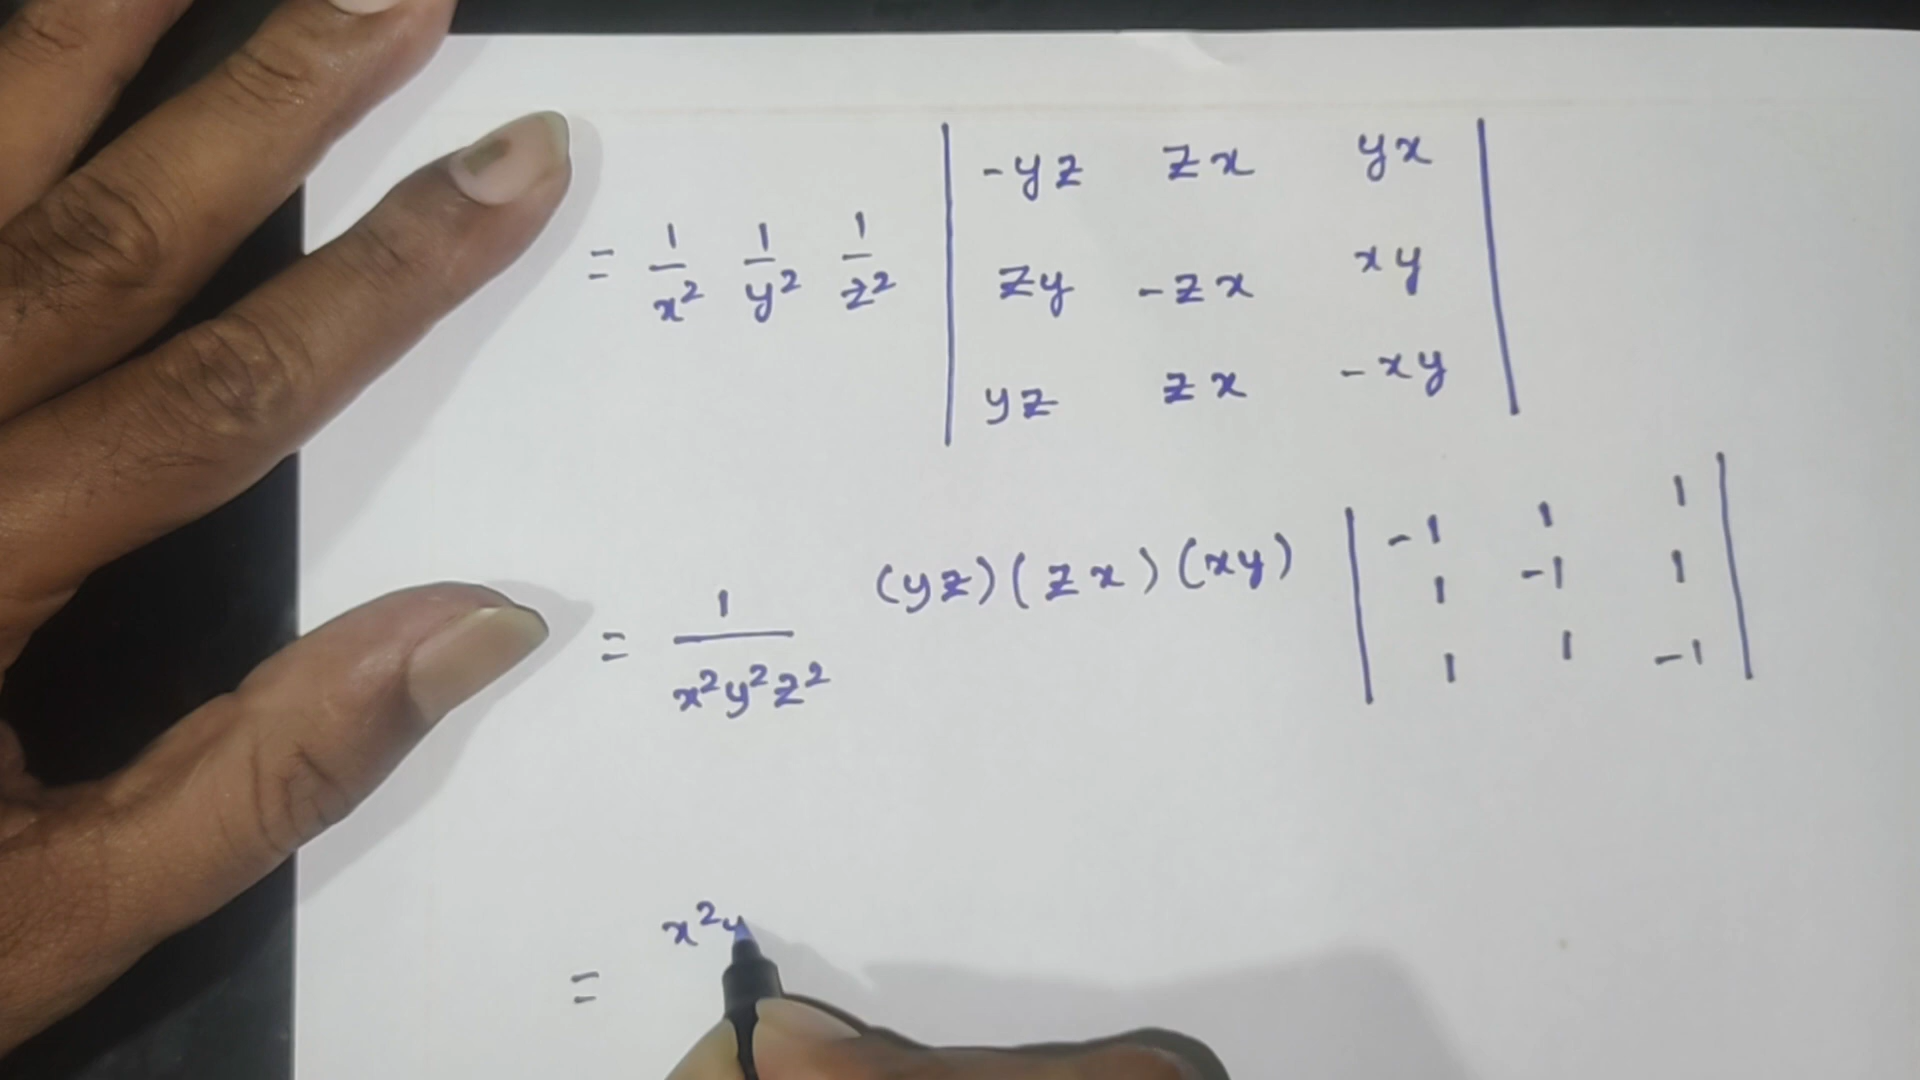 = 1/x² 1/y² 1/z² | -yz zx yx |
| zy -zx xy |
| yz zx -xy |
= 1/x²y²z² (yz)(zx)(xy) | -1 1 1 |
| 1 -1 1 |
| 1 1 -1 |
= x²y